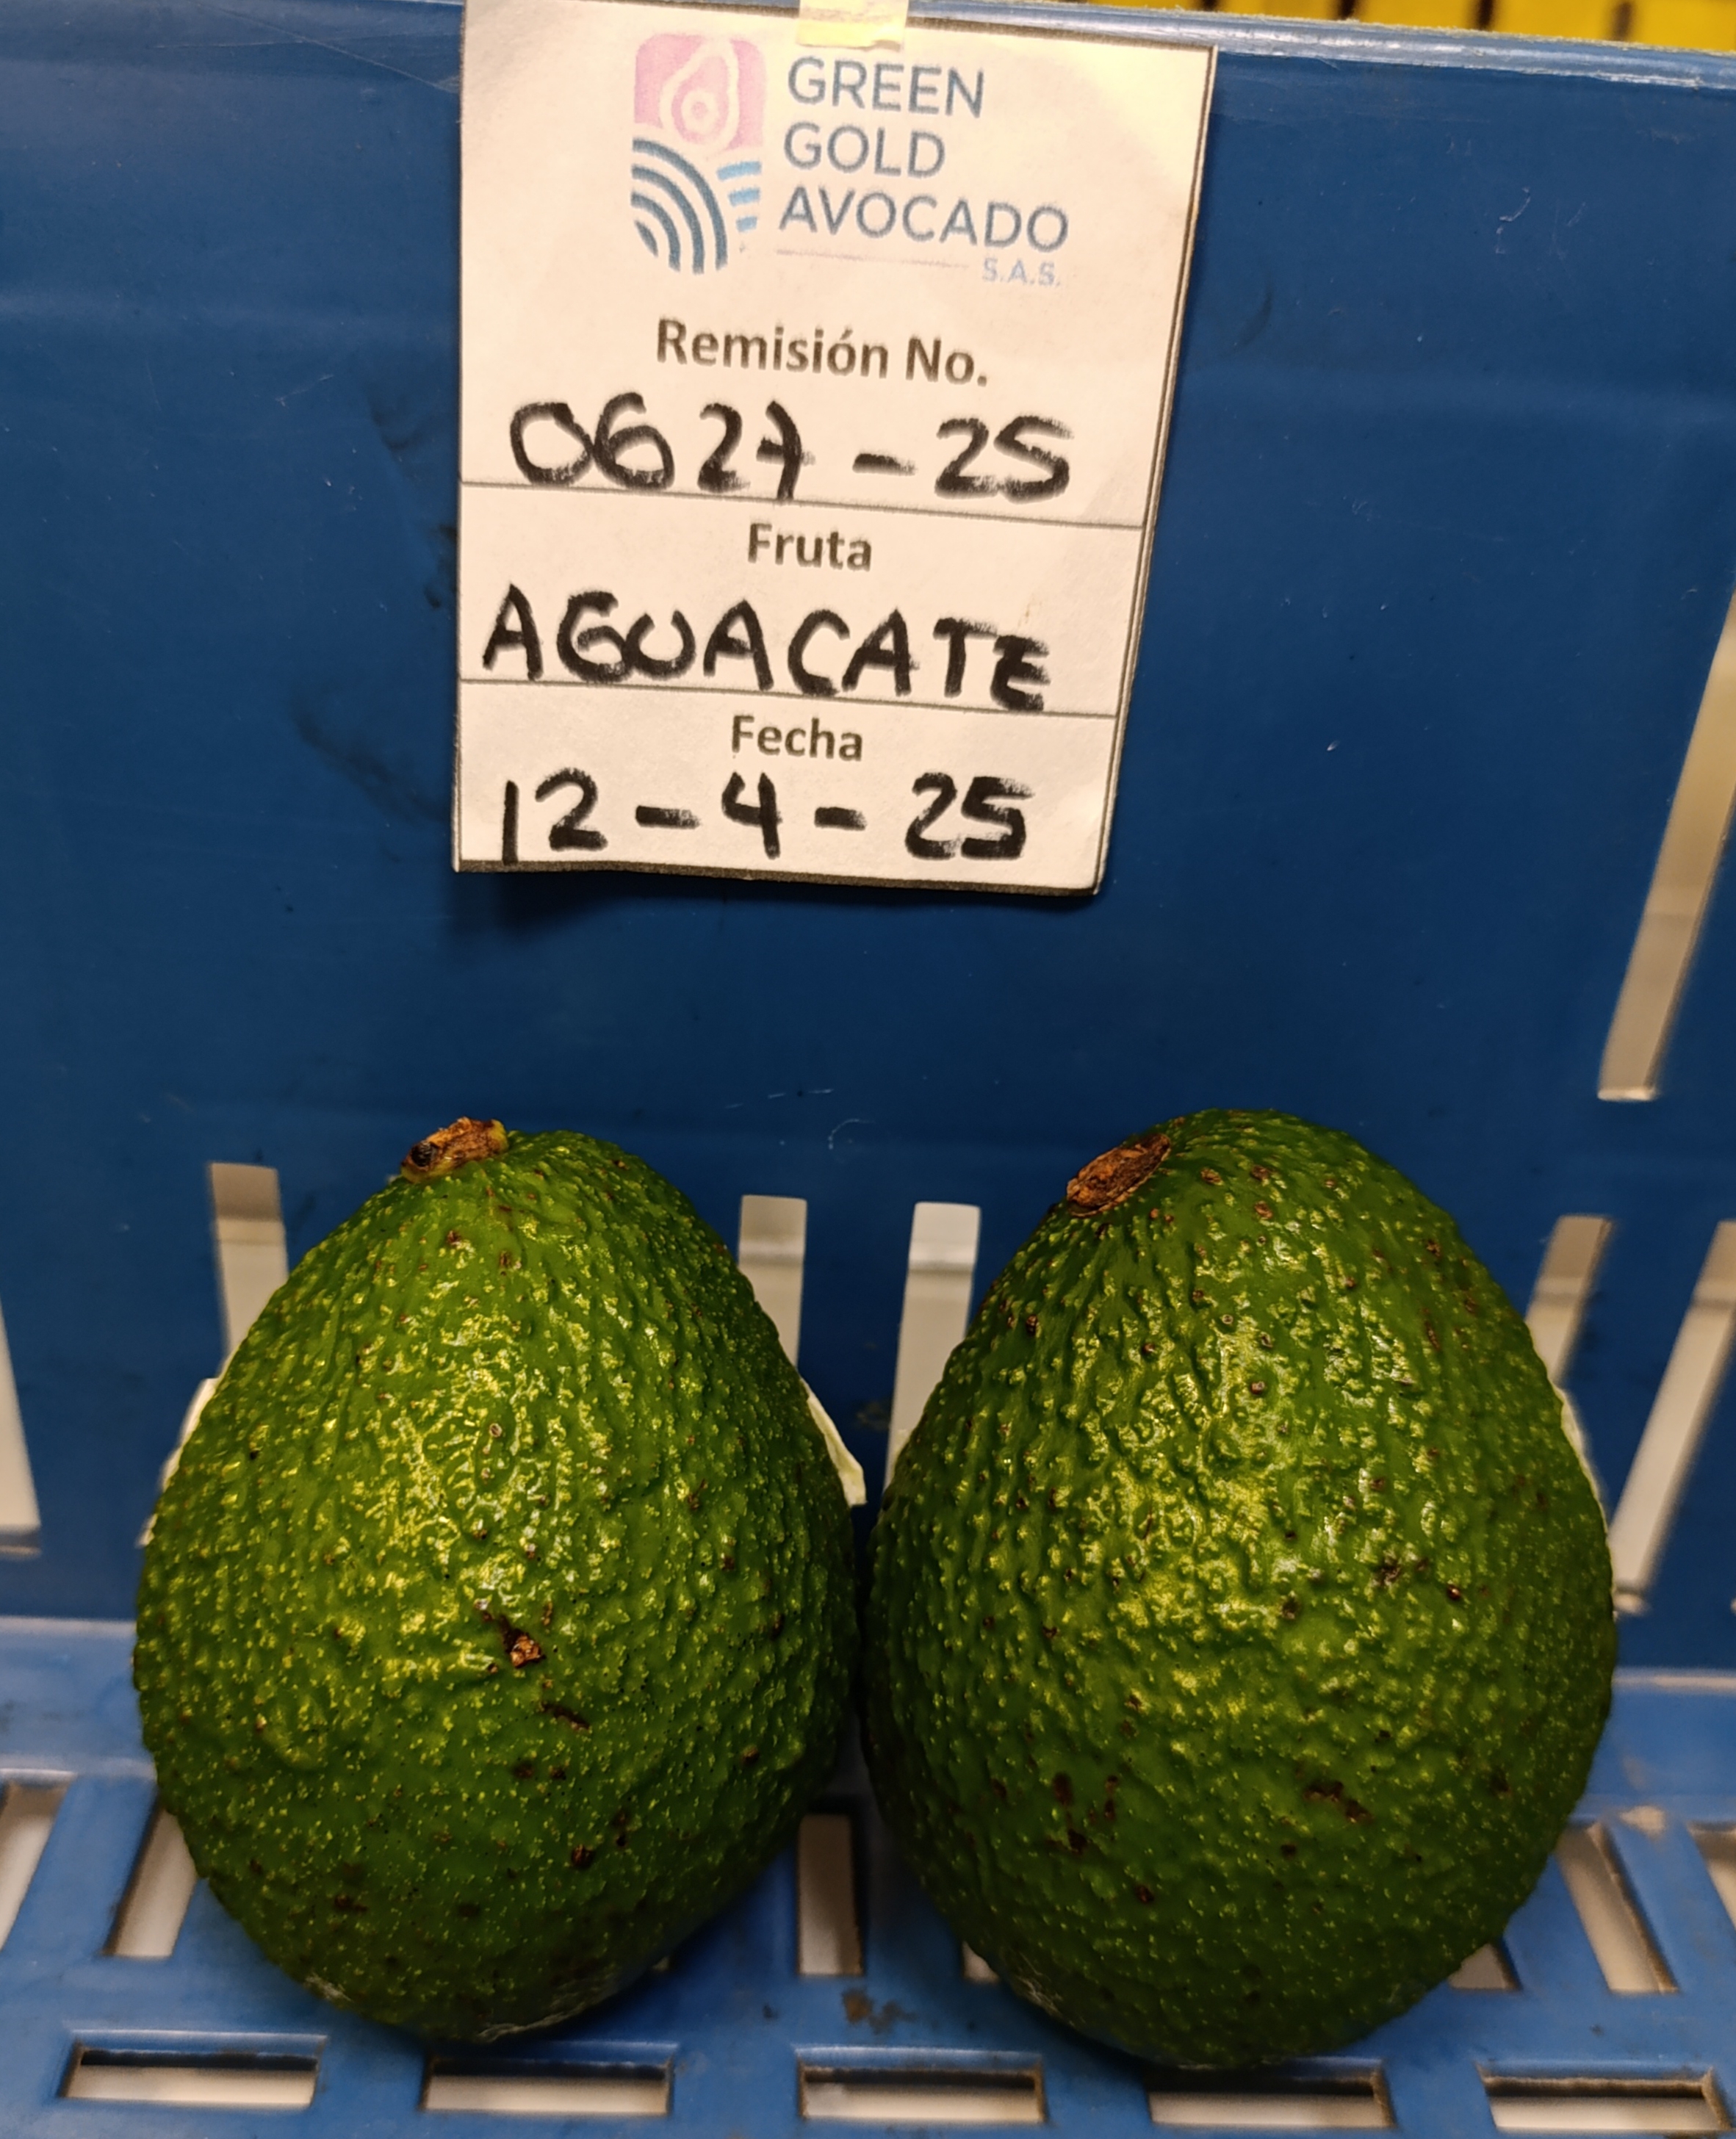 GREEN
GOLD
AVOCADO
S.A.S.
Remisión No.
0627-25
Fruta
AGUACATE
Fecha
12-4-25